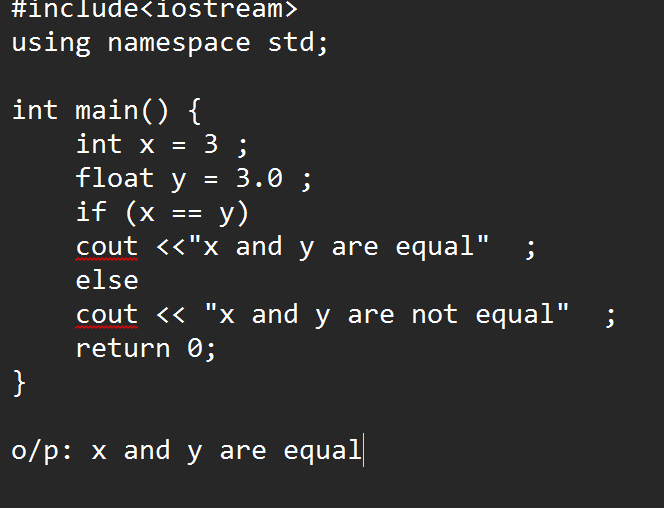 #include<iostream>
using namespace std;
int main() {
int x = 3 ;
float y = 3.0 ;
if (x == y)
cout <<"x and y are equal"  ;
else
cout << "x and y are not equal"  ;
return 0;
}
o/p: x and y are equal